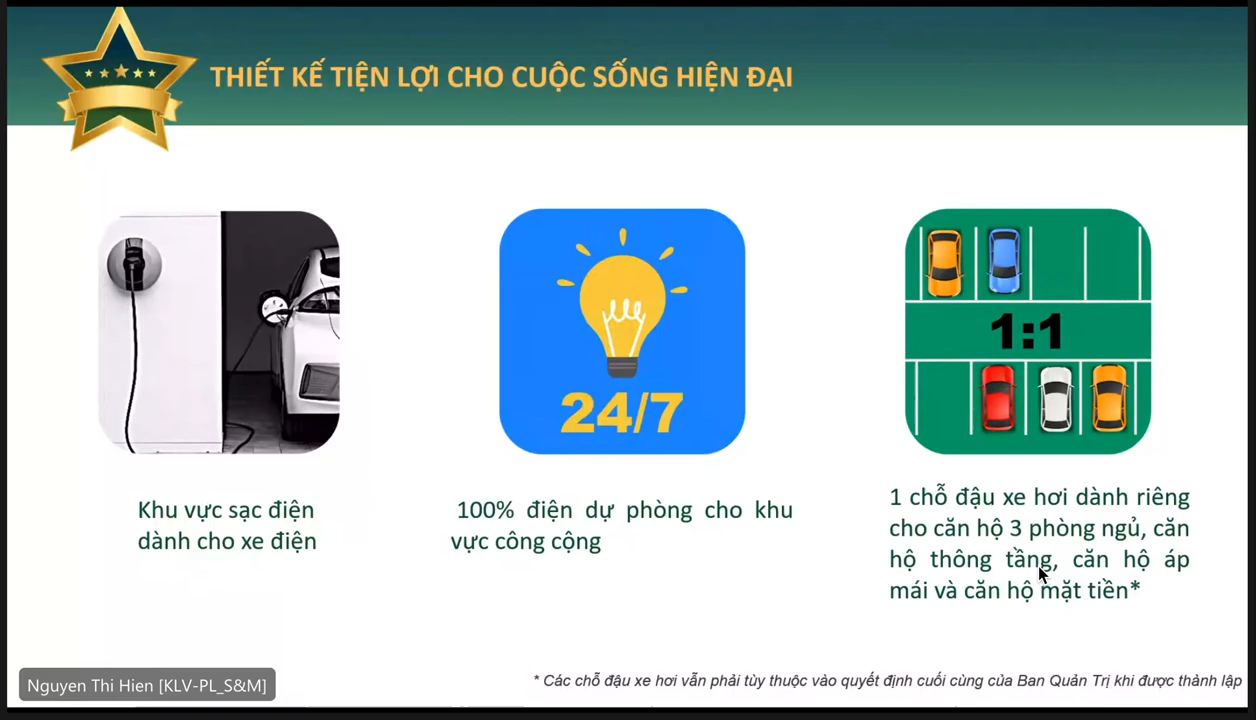 THIẾT KẾ TIỆN LỢI CHO CUỘC SỐNG HIỆN ĐẠI
24/7
1:1
Khu vực sạc điện
dành cho xe điện
100% điện dự phòng cho khu
vực công cộng
1 chỗ đậu xe hơi dành riêng
cho căn hộ 3 phòng ngủ, căn
hộ thông tầng, căn hộ áp
mái và căn hộ mặt tiền*
* Các chỗ đậu xe hơi vẫn phải tùy thuộc vào quyết định cuối cùng của Ban Quản Trị khi được thành lập
Nguyen Thi Hien [KLV-PL_S&M]